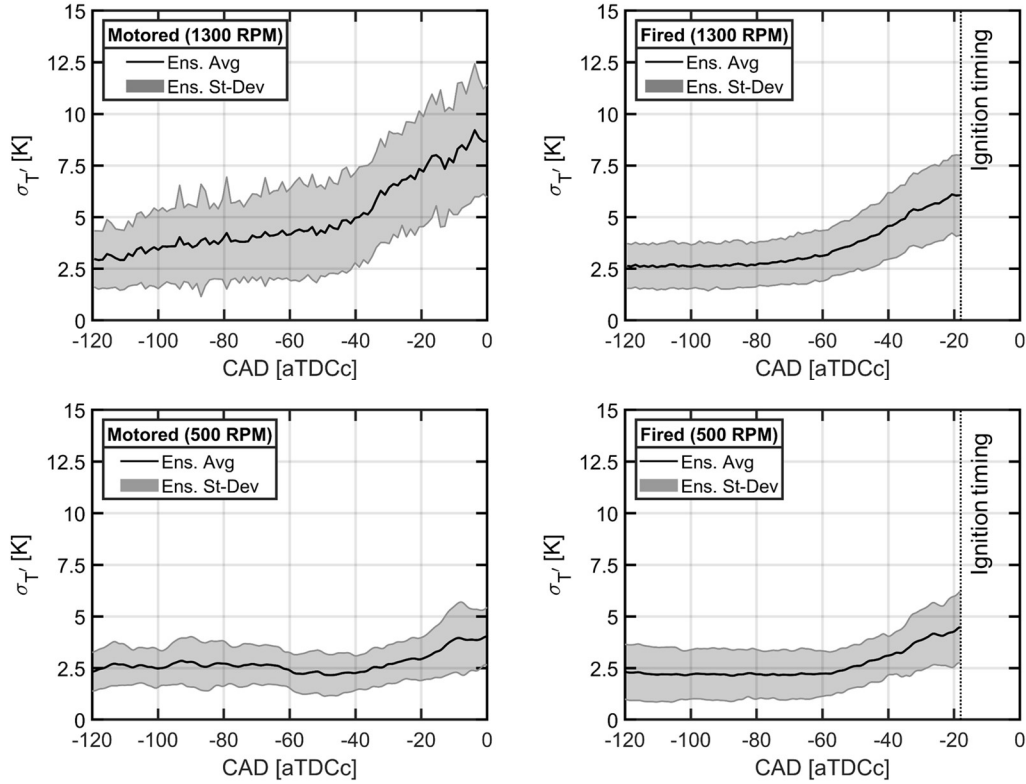 Motored (1300 RPM)
Ens. Avg
Ens. St-Dev
15
12.5
10
7.5
5
2.5
0
σT′ [K]
-120 -100 -80 -60 -40 -20 0
CAD [aTDCc]
Fired (1300 RPM)
Ens. Avg
Ens. St-Dev
Ignition timing
15
12.5
10
7.5
5
2.5
0
σT′ [K]
-120 -100 -80 -60 -40 -20 0
CAD [aTDCc]
Motored (500 RPM)
Ens. Avg
Ens. St-Dev
15
12.5
10
7.5
5
2.5
0
σT′ [K]
-120 -100 -80 -60 -40 -20 0
CAD [aTDCc]
Fired (500 RPM)
Ens. Avg
Ens. St-Dev
Ignition timing
15
12.5
10
7.5
5
2.5
0
σT′ [K]
-120 -100 -80 -60 -40 -20 0
CAD [aTDCc]